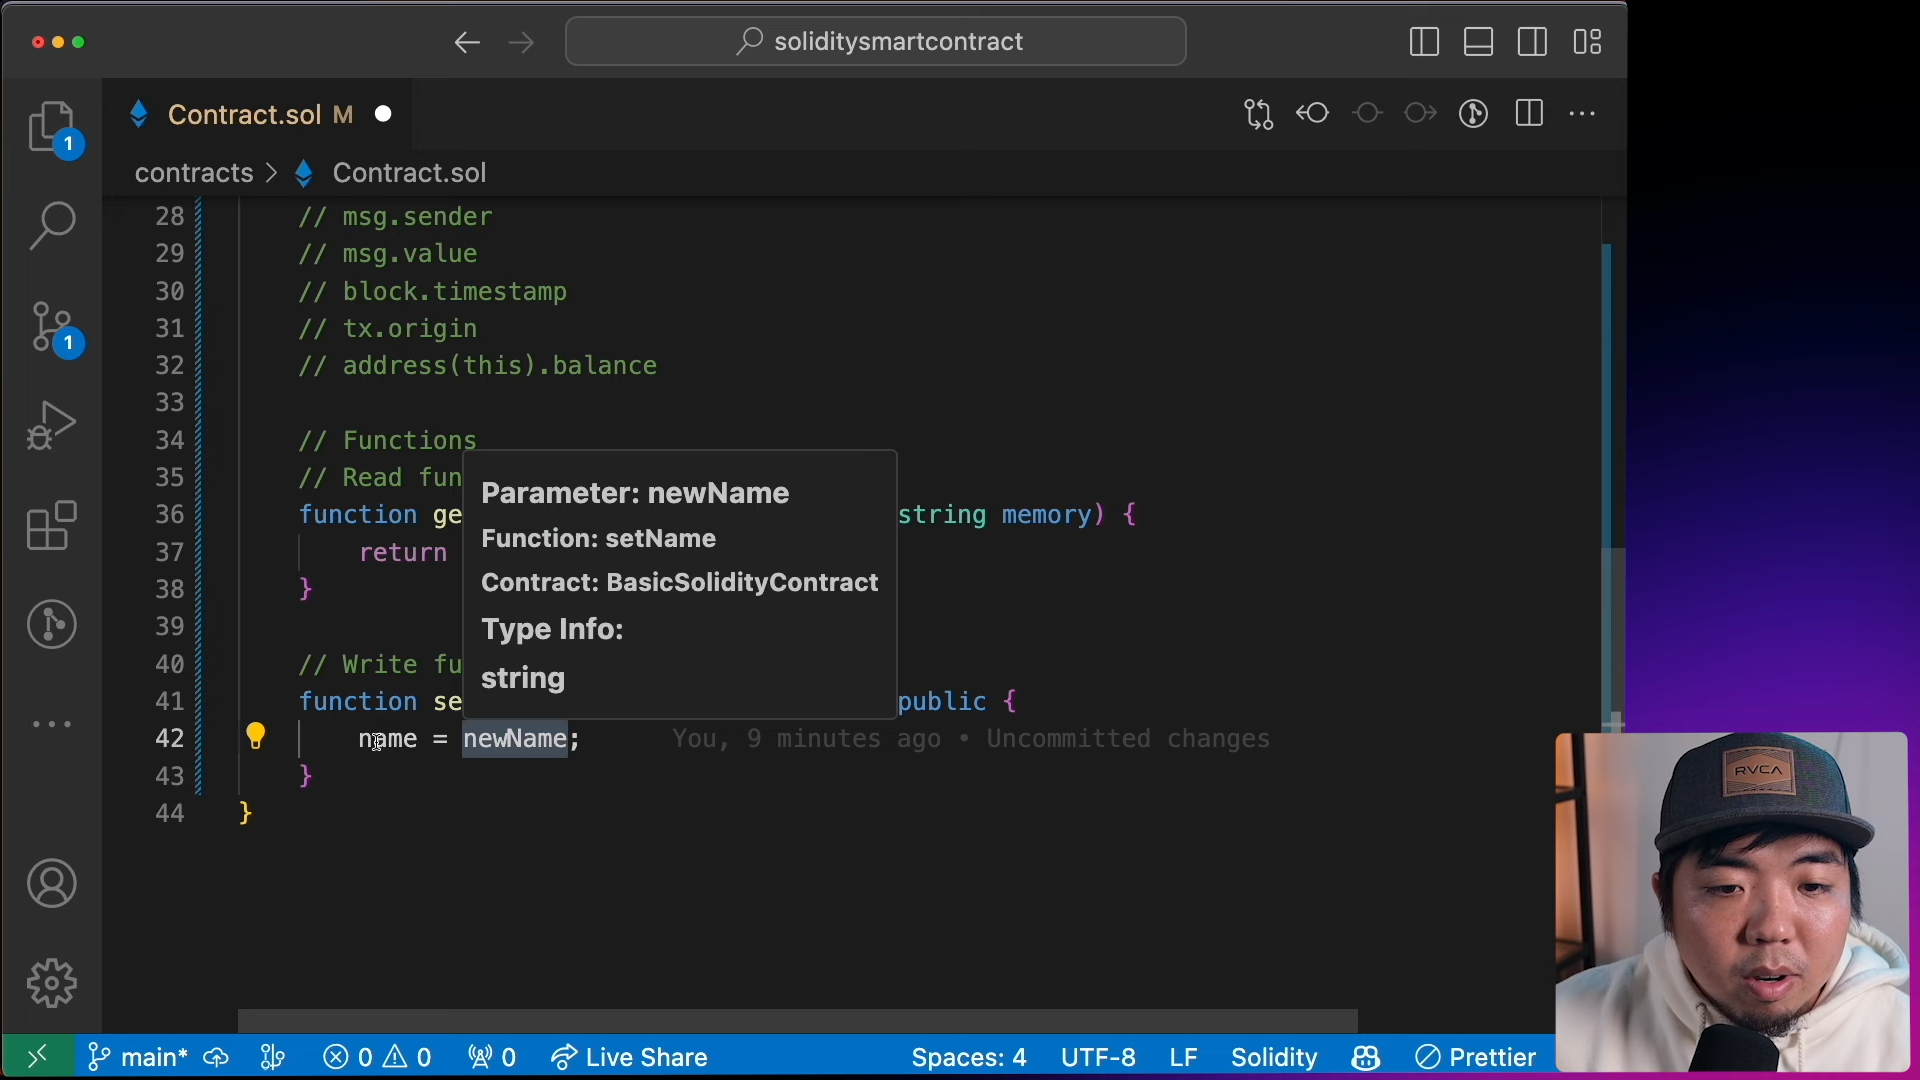 soliditysmartcontract
Contract.sol M
1
contracts > Contract.sol
28 // msg.sender
29 // msg.value
30 // block.timestamp
31 // tx.origin
32 // address(this).balance
33
34 // Functions
35 // Read fun
36 function ge string memory) {
37 return
38 }
39
40 // Write fu
41 function se public {
42 name = newName; You, 9 minutes ago • Uncommitted changes
43 }
44 }
Parameter: newName
Function: setName
Contract: BasicSolidityContract
Type Info:
string
1
RVCA
main* 0 0 0 Live Share Spaces: 4 UTF-8 LF Solidity Prettier